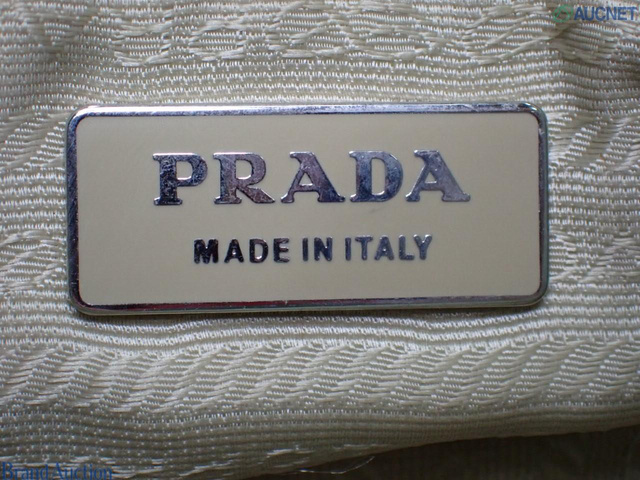 AUCNET
PRADA
MADE IN ITALY
Brand Auction